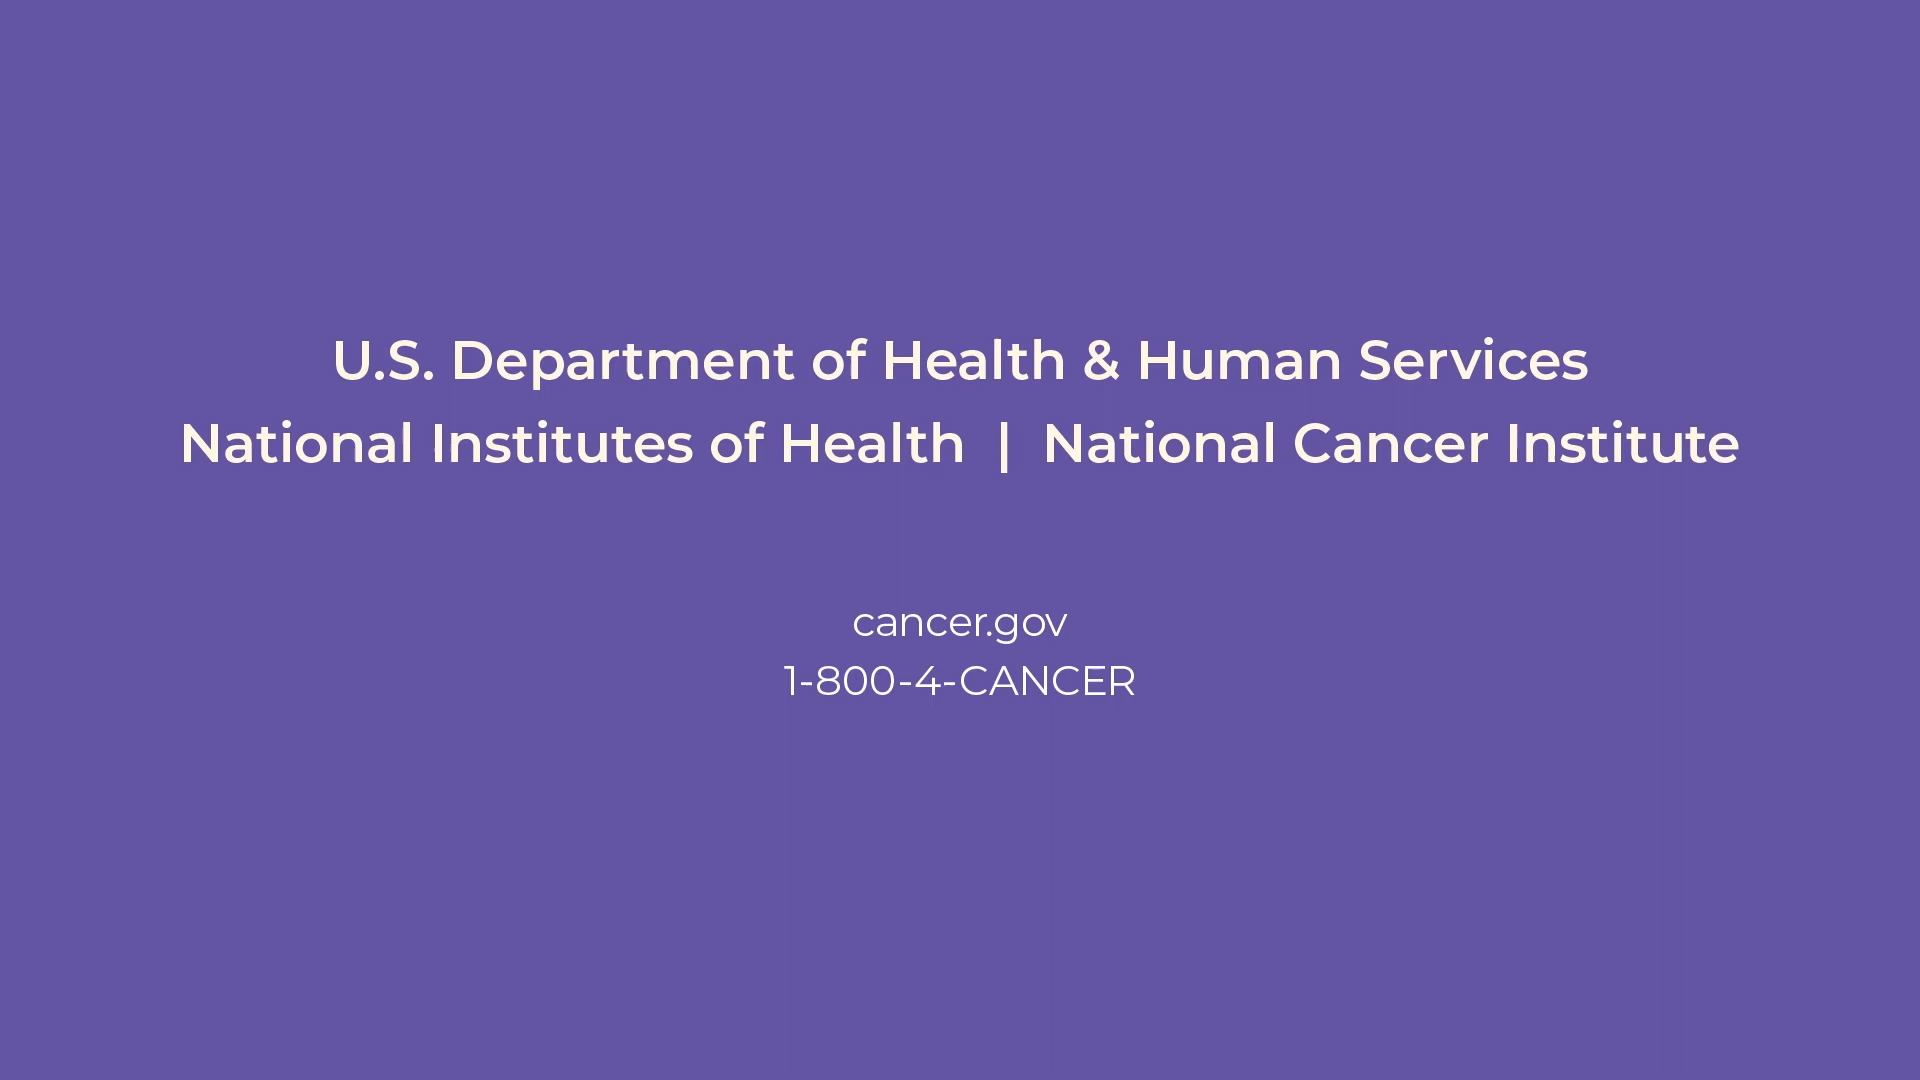 U.S. Department of Health & Human Services
National Institutes of Health | National Cancer Institute
cancer.gov
1-800-4-CANCER